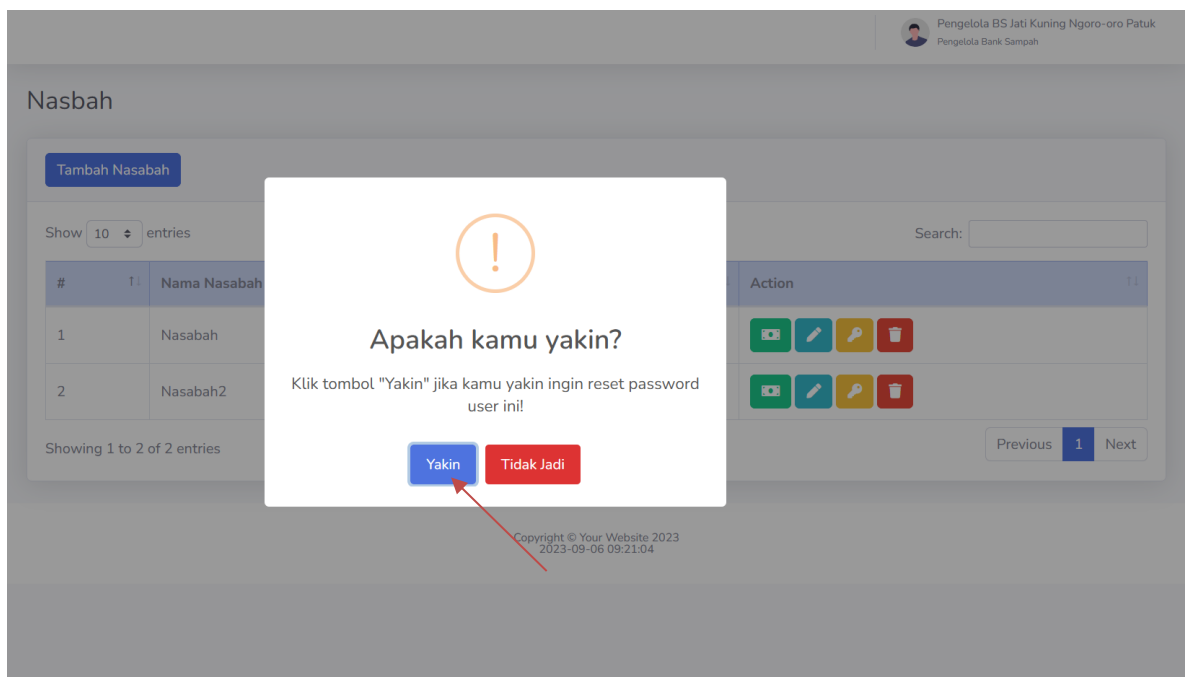 Pengelola BS Jati Kuning Ngoro-oro Patuk
Pengelola Bank Sampah
Nasbah
Tambah Nasabah
Show 10 entries
Search:
# Nama Nasabah Action
1 Nasabah
2 Nasabah2
Showing 1 to 2 of 2 entries
Previous 1 Next
!
Apakah kamu yakin?
Klik tombol "Yakin" jika kamu yakin ingin reset password
user ini!
Yakin Tidak Jadi
Copyright © Your Website 2023
2023-09-06 09:21:04